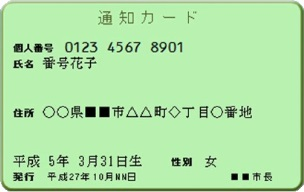 通知カード
個人番号 0123 4567 8901
氏名 番号花子
住所 ○○県■■市△△町◇丁目○番地
平成 5年 3月31日生 性別 女
発行 平成27年10月NN日 ■■市長